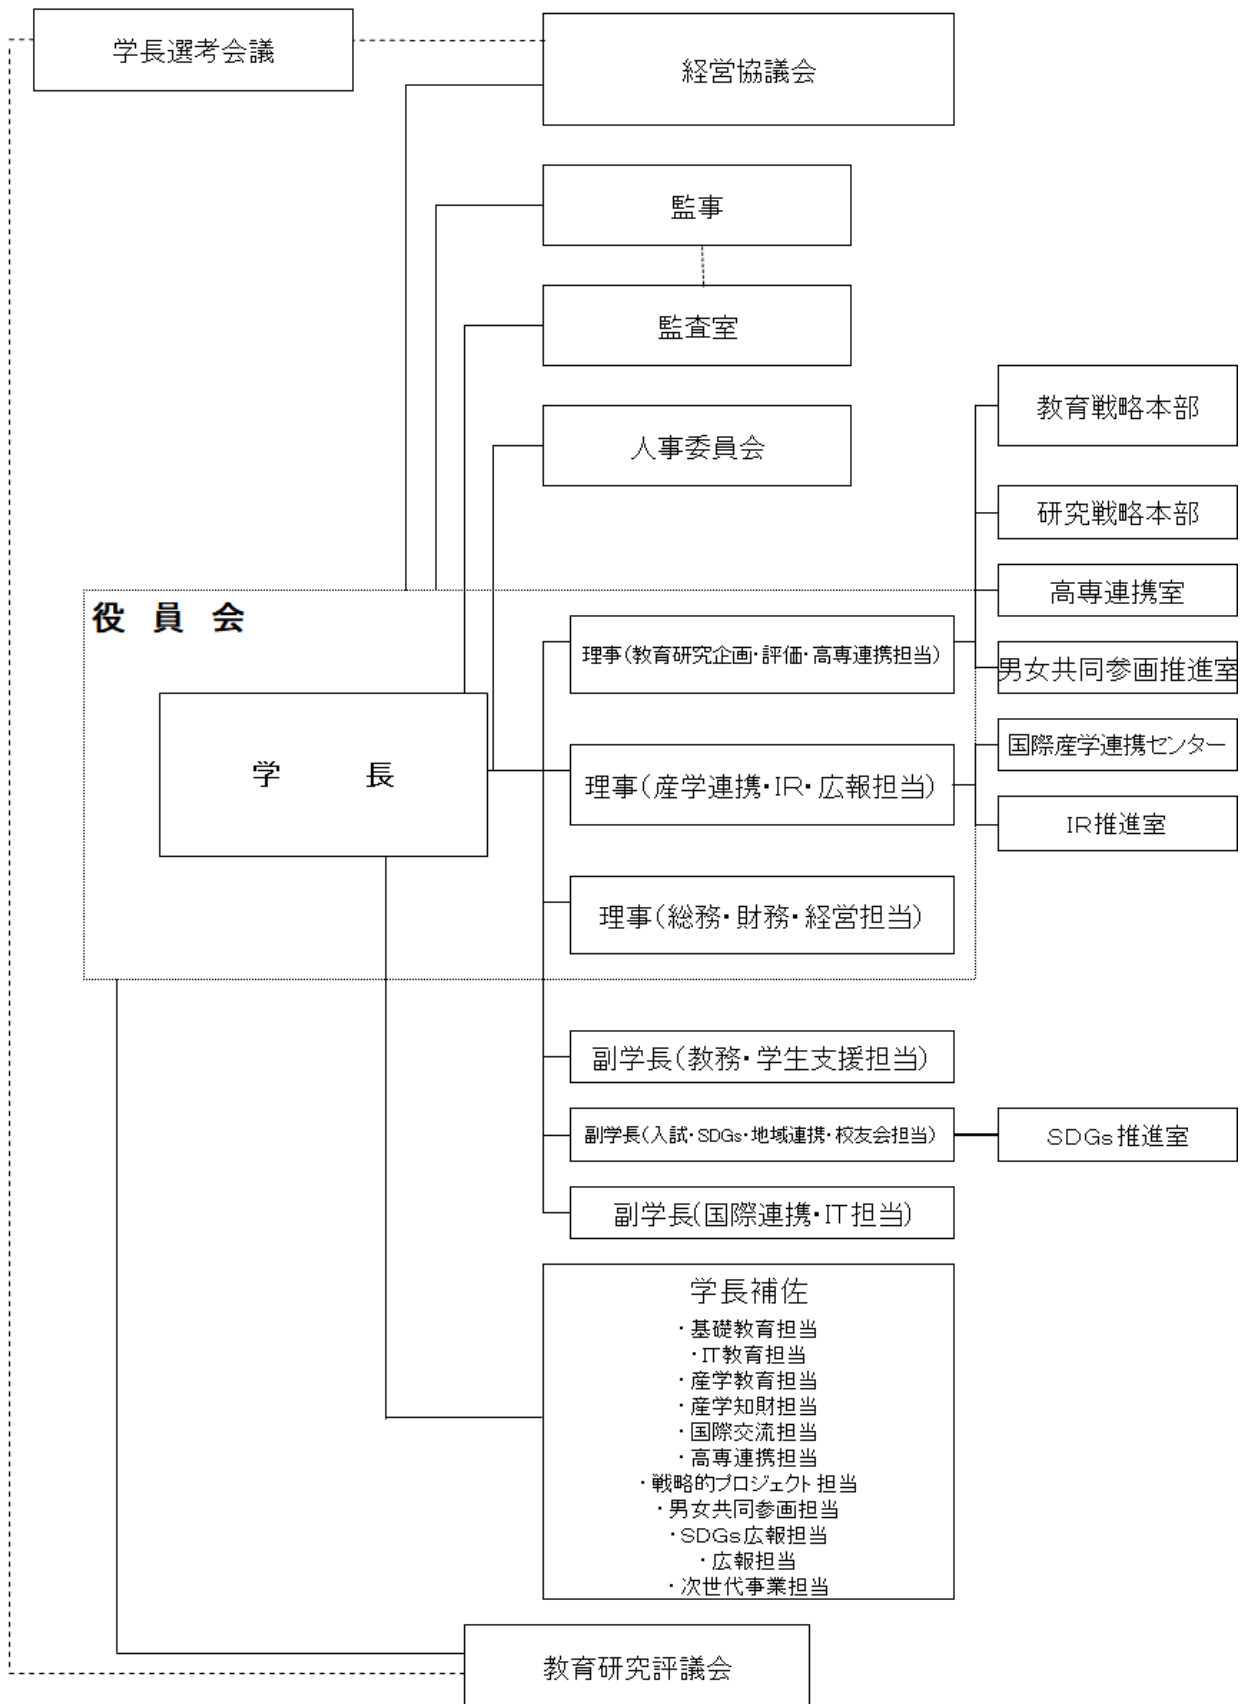 学長選考会議
経営協議会
監事
監査室
人事委員会
教育戦略本部
研究戦略本部
高専連携室
男女共同参画推進室
国際産学連携センター
IR推進室
役 員 会
学 長
理事(教育研究企画・評価・高専連携担当)
理事(産学連携・IR・広報担当)
理事(総務・財務・経営担当)
副学長(教務・学生支援担当)
副学長(入試・SDGs・地域連携・校友会担当)
SDGs推進室
副学長(国際連携・IT担当)
学長補佐
・基礎教育担当
・IT教育担当
・産学教育担当
・産学知財担当
・国際交流担当
・高専連携担当
・戦略的プロジェクト担当
・男女共同参画担当
・SDGs広報担当
・広報担当
・次世代事業担当
教育研究評議会